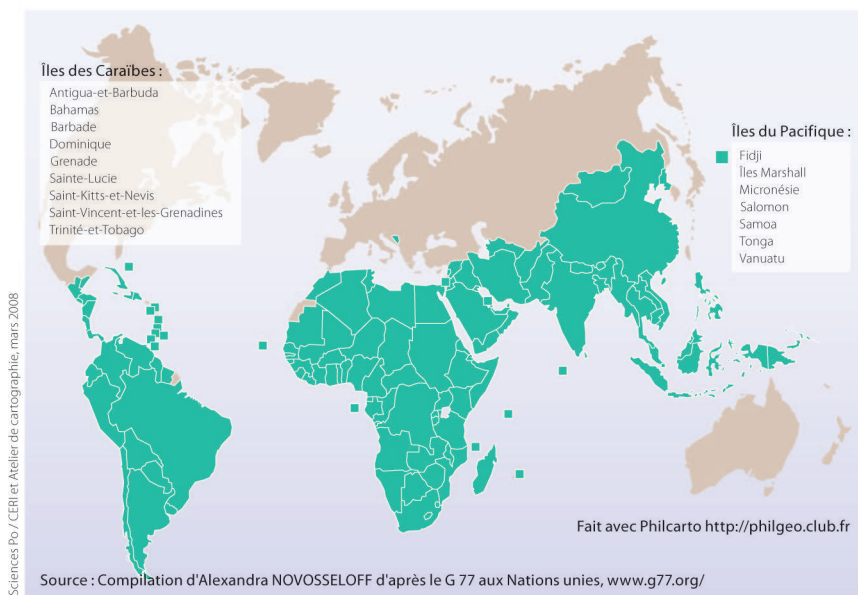 Îles des Caraïbes :
Antigua-et-Barbuda
Bahamas
Barbade
Dominique
Grenade
Sainte-Lucie
Saint-Kitts-et-Nevis
Saint-Vincent-et-les-Grenadines
Trinité-et-Tobago
Îles du Pacifique :
Fidji
Îles Marshall
Micronésie
Salomon
Samoa
Tonga
Vanuatu
Sciences Po / CERI et Atelier de cartographie, mars 2008
Fait avec Philcarto http://philgeo.club.fr
Source : Compilation d'Alexandra NOVOSSELOFF d'après le G 77 aux Nations unies, www.g77.org/